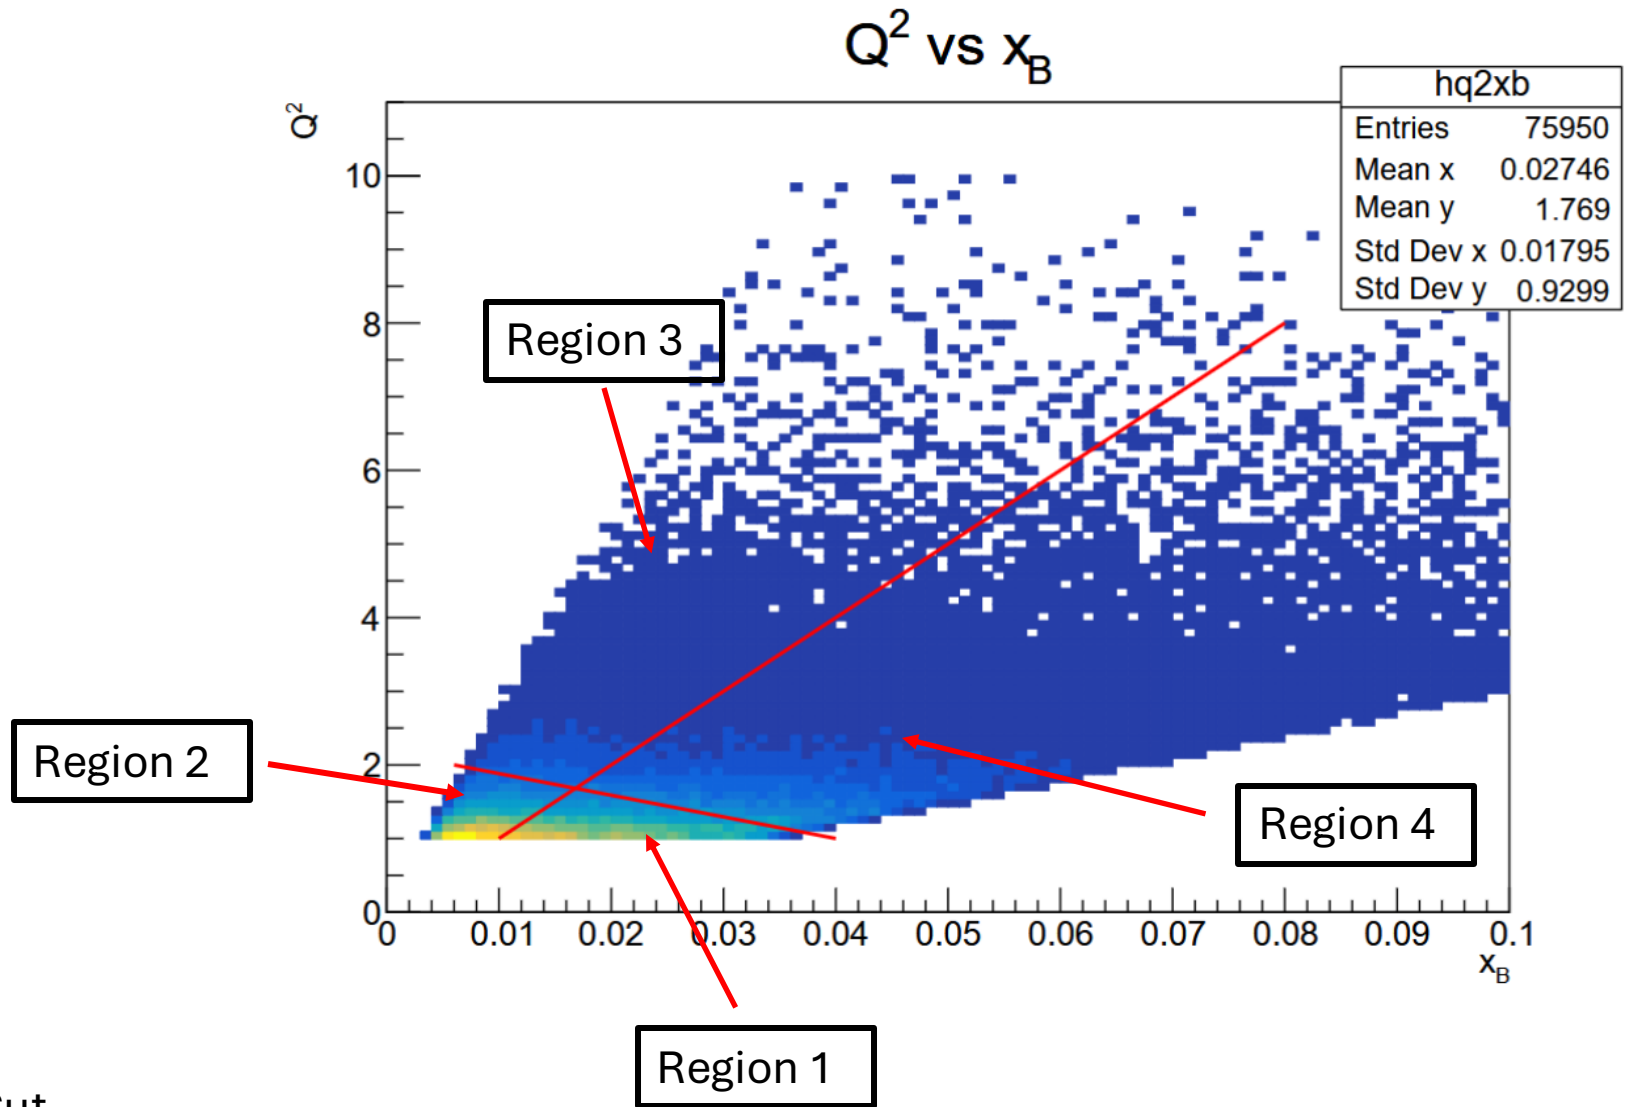 Q² vs x_B
hq2xb
Entries 75950
Mean x 0.02746
Mean y 1.769
Std Dev x 0.01795
Std Dev y 0.9299
Q²
10
8
6
4
2
0
Region 3
Region 2
Region 4
0 0.01 0.02 0.03 0.04 0.05 0.06 0.07 0.08 0.09 0.1
x_B
Region 1